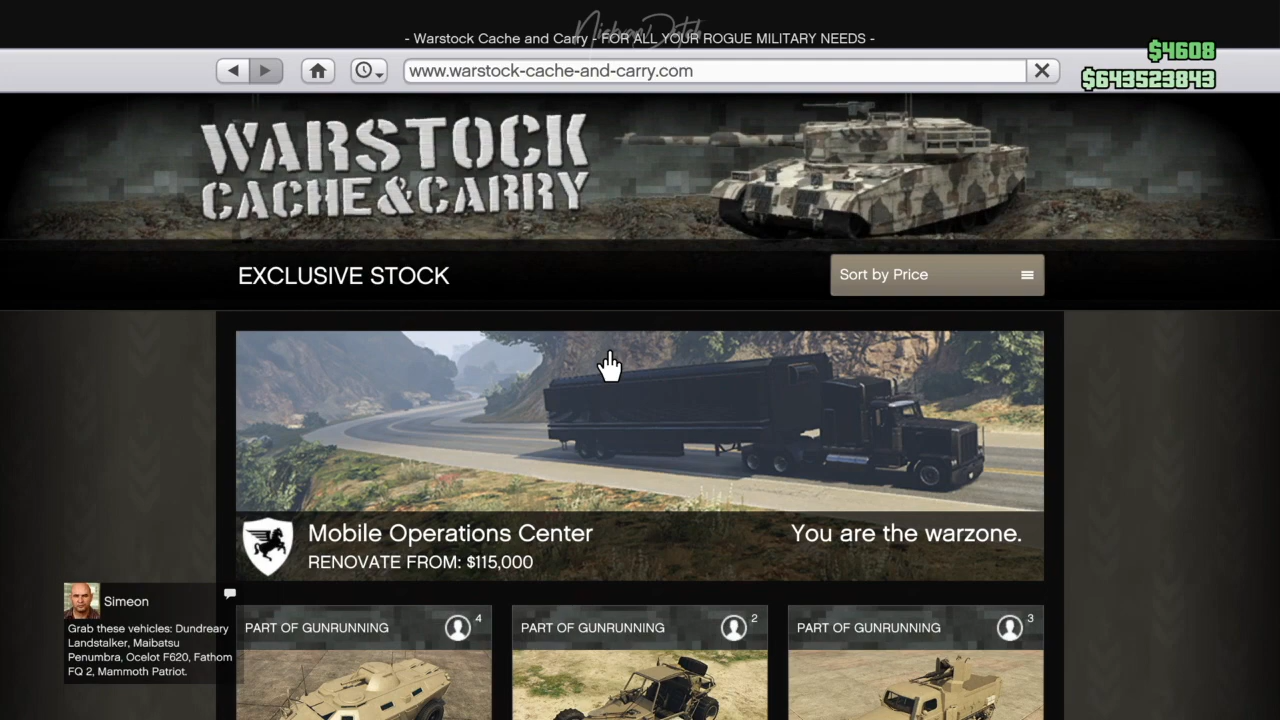 - Warstock Cache and Carry - FOR ALL YOUR ROGUE MILITARY NEEDS -
$4608
www.warstock-cache-and-carry.com
$643523843
WARSTOCK
CACHE&CARRY
EXCLUSIVE STOCK
Sort by Price
Mobile Operations Center
You are the warzone.
RENOVATE FROM: $115,000
Simeon
Grab these vehicles: Dundreary
Landstalker, Maibatsu
Penumbra, Ocelot F620, Fathom
FQ 2, Mammoth Patriot.
PART OF GUNRUNNING
4
PART OF GUNRUNNING
2
PART OF GUNRUNNING
3